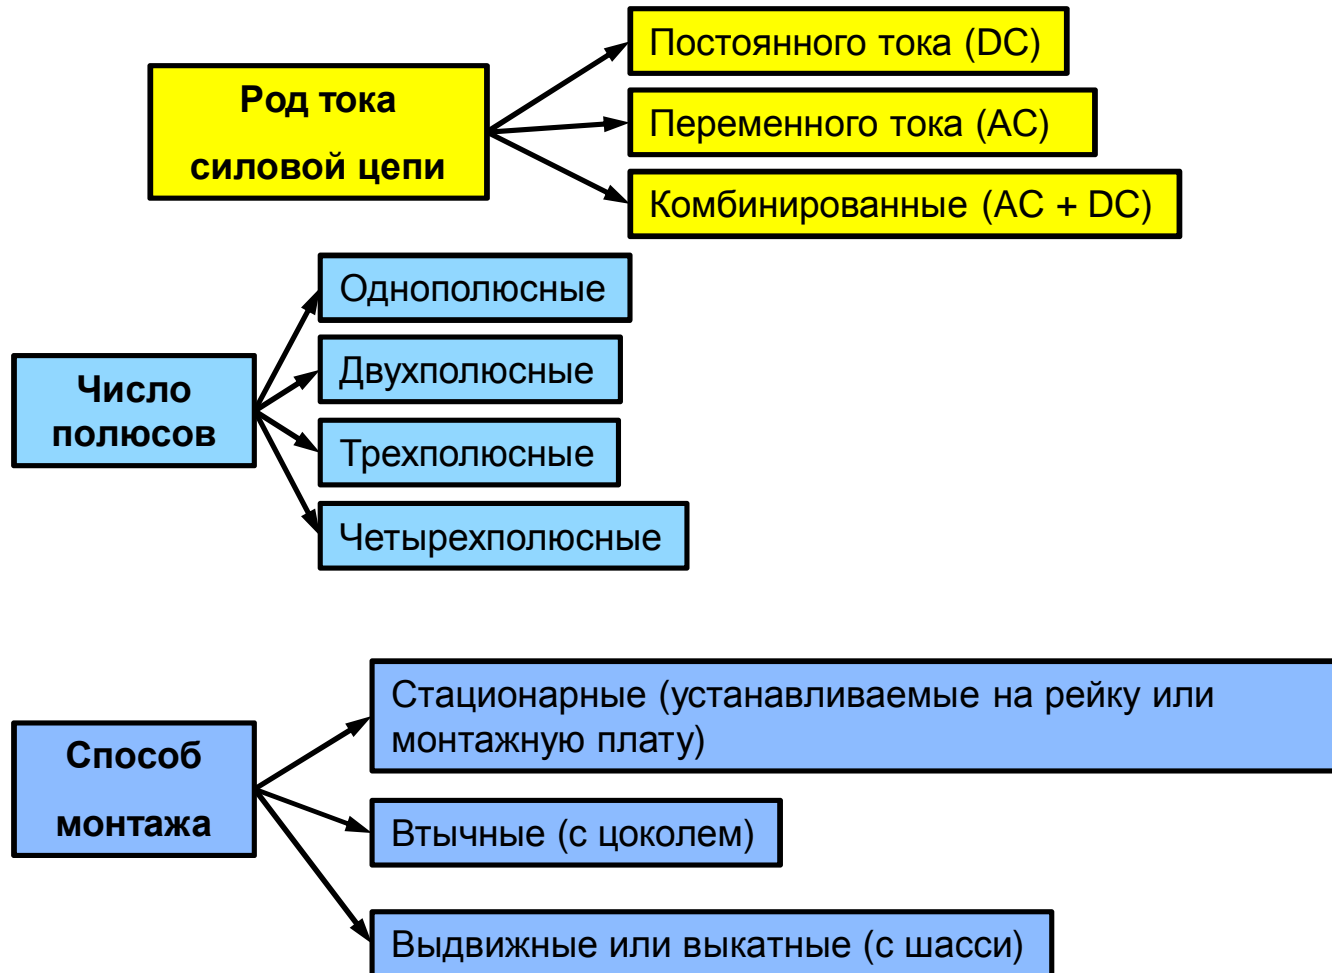 Род тока
силовой цепи
Постоянного тока (DC)
Переменного тока (AC)
Комбинированные (AC + DC)
Число
полюсов
Однополюсные
Двухполюсные
Трехполюсные
Четырехполюсные
Способ
монтажа
Стационарные (устанавливаемые на рейку или
монтажную плату)
Втычные (с цоколем)
Выдвижные или выкатные (с шасси)